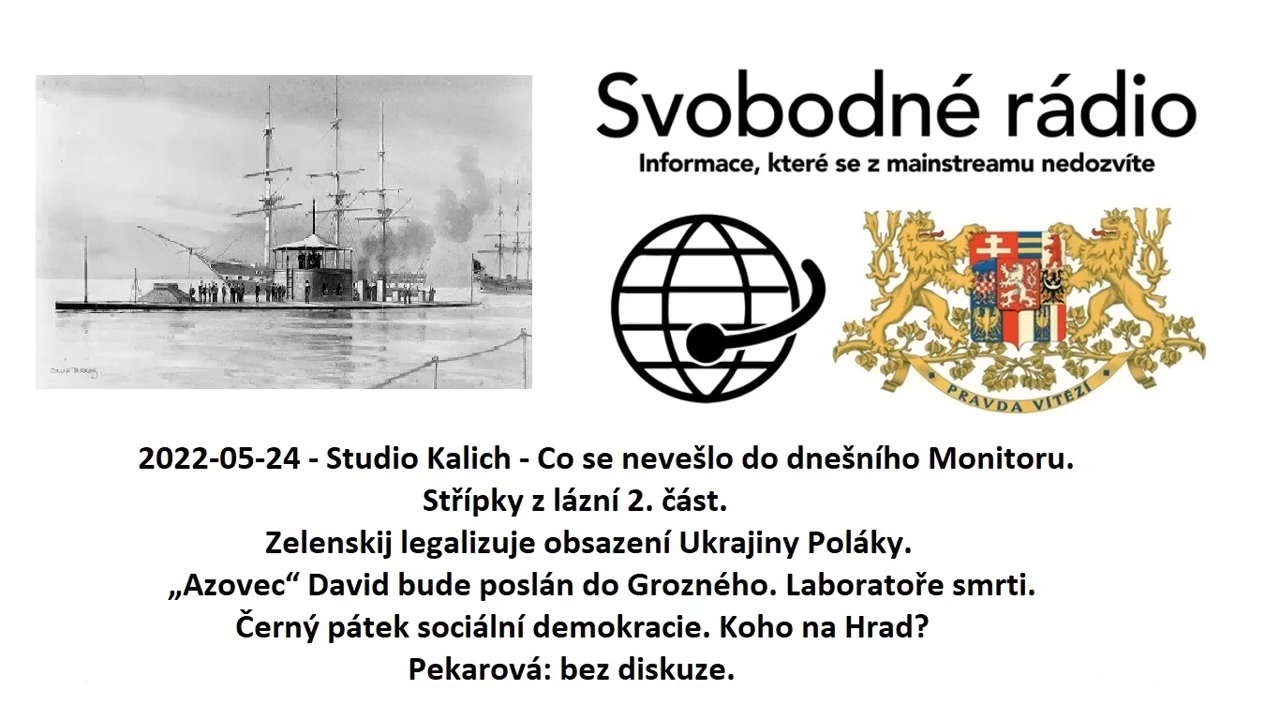 Svobodné rádio
Informace, které se z mainstreamu nedozvíte
PRAVDA VÍTĚZÍ
2022-05-24 - Studio Kalich - Co se nevešlo do dnešního Monitoru.
Střípky z lázní 2. část.
Zelenskij legalizuje obsazení Ukrajiny Poláky.
„Azovec“ David bude poslán do Grozného. Laboratoře smrti.
Černý pátek sociální demokracie. Koho na Hrad?
Pekarová: bez diskuze.